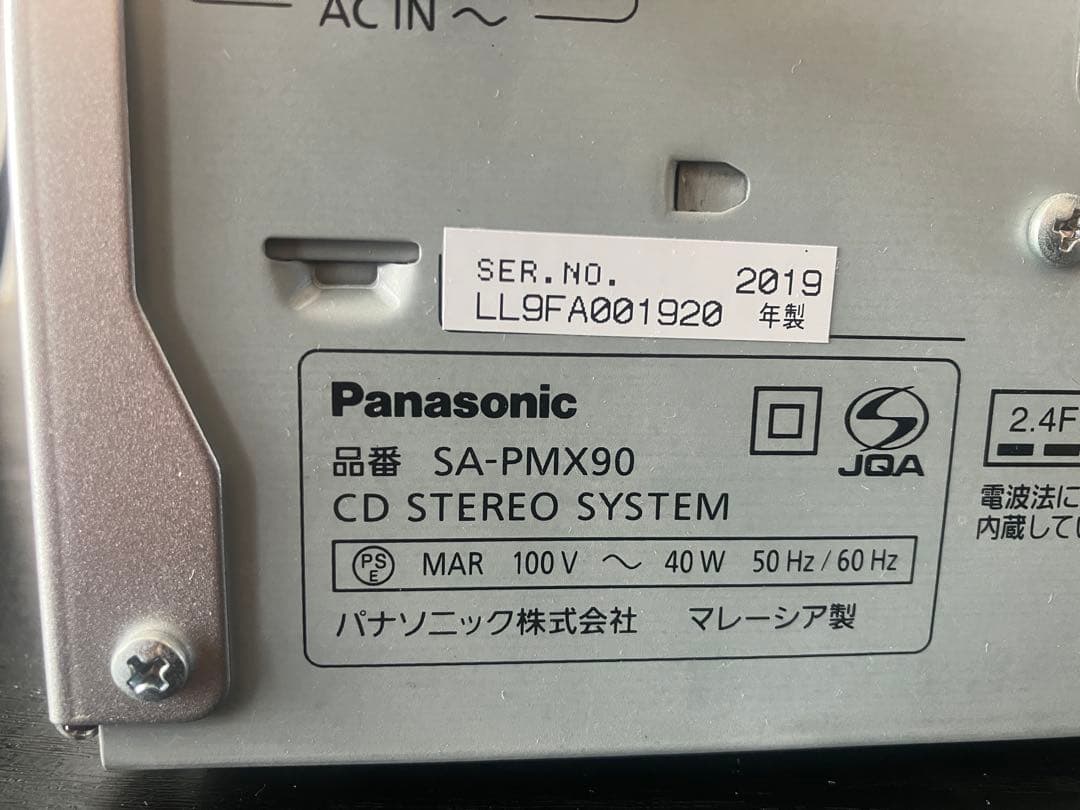 AC IN ～
SER.NO.
LL9FA001920
2019
年製
Panasonic
品番 SA-PMX90
JQA
CD STEREO SYSTEM
PS E MAR 100 V ～ 40 W 50 Hz / 60 Hz
パナソニック株式会社 マレーシア製
2.4F
電波法に
内蔵してい